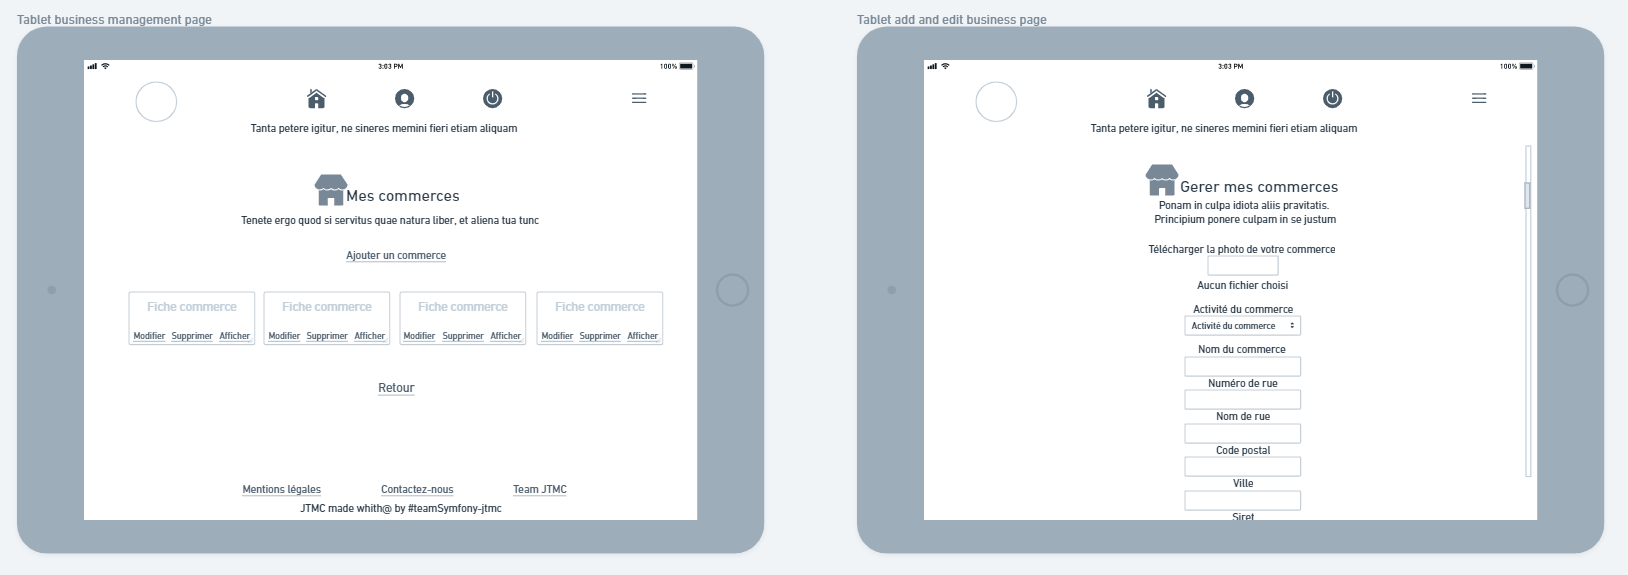 Tablet business management page
3:03 PM
100%
Tanta petere igitur, ne sineres memini fieri etiam aliquam
Mes commerces
Tenete ergo quod si servitus quae natura liber, et aliena tua tunc
Ajouter un commerce
Fiche commerce Fiche commerce Fiche commerce Fiche commerce
Modifier Supprimer Afficher Modifier Supprimer Afficher Modifier Supprimer Afficher Modifier Supprimer Afficher
Retour
Mentions légales Contactez-nous Team JTMC
JTMC made whith@ by #teamSymfony-jtmc
Tablet add and edit business page
3:03 PM
100%
Tanta petere igitur, ne sineres memini fieri etiam aliquam
Gerer mes commerces
Ponam in culpa idiota aliis pravitatis.
Principium ponere culpam in se justum
Télécharger la photo de votre commerce
Aucun fichier choisi
Activité du commerce
Activité du commerce
Nom du commerce
Numéro de rue
Nom de rue
Code postal
Ville
Siret